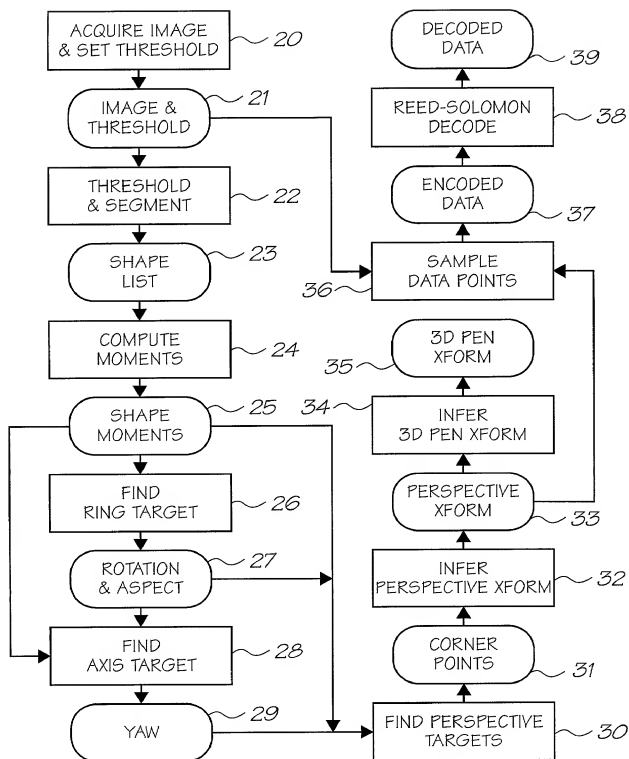 ACQUIRE IMAGE
& SET THRESHOLD
20
IMAGE &
THRESHOLD
21
THRESHOLD
& SEGMENT
22
SHAPE
LIST
23
COMPUTE
MOMENTS
24
SHAPE
MOMENTS
25
FIND
RING TARGET
26
ROTATION
& ASPECT
27
FIND
AXIS TARGET
28
YAW
29
FIND PERSPECTIVE
TARGETS
30
CORNER
POINTS
31
INFER
PERSPECTIVE XFORM
32
PERSPECTIVE
XFORM
33
INFER
3D PEN XFORM
34
3D PEN
XFORM
35
SAMPLE
DATA POINTS
36
ENCODED
DATA
37
REED-SOLOMON
DECODE
38
DECODED
DATA
39